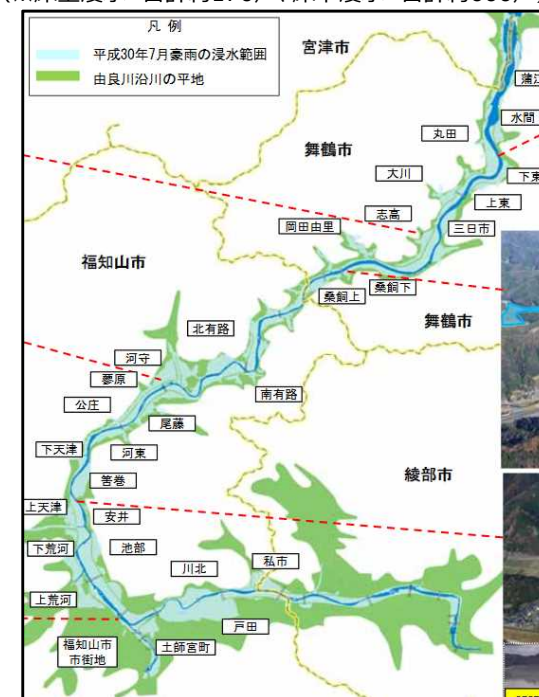 凡 例
平成30年7月豪雨の浸水範囲
由良川沿川の平地
宮津市
蒲江
水間
丸田
舞鶴市
下東
大川
上東
志高
三日市
岡田由里
福知山市
桑飼下
桑飼上
舞鶴市
北有路
河守
蓼原
南有路
公庄
尾藤
河東
下天津
綾部市
筈巻
上天津
安井
下荒河
池部
私市
川北
上荒河
戸田
福知山市
市街地
土師宮町